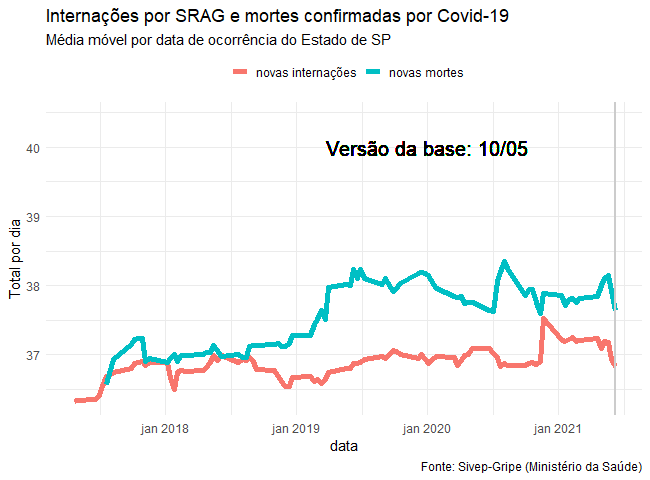 Internações por SRAG e mortes confirmadas por Covid-19
Média móvel por data de ocorrência do Estado de SP
novas internações novas mortes
Versão da base: 10/05
Total por dia
40
39
38
37
jan 2018 jan 2019 jan 2020 jan 2021
data
Fonte: Sivep-Gripe (Ministério da Saúde)